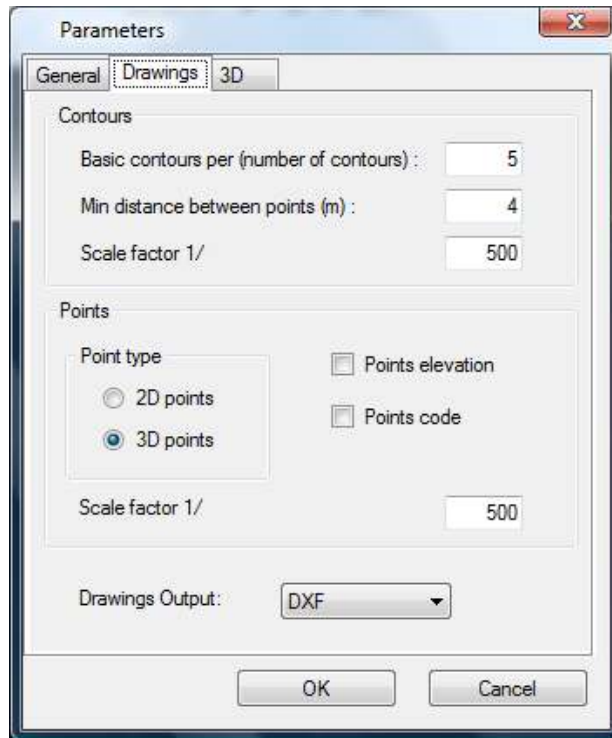 Parameters
General Drawings 3D
Contours
Basic contours per (number of contours) : 5
Min distance between points (m) : 4
Scale factor 1/ 500
Points
Point type
2D points
3D points
Points elevation
Points code
Scale factor 1/ 500
Drawings Output: DXF
OK Cancel